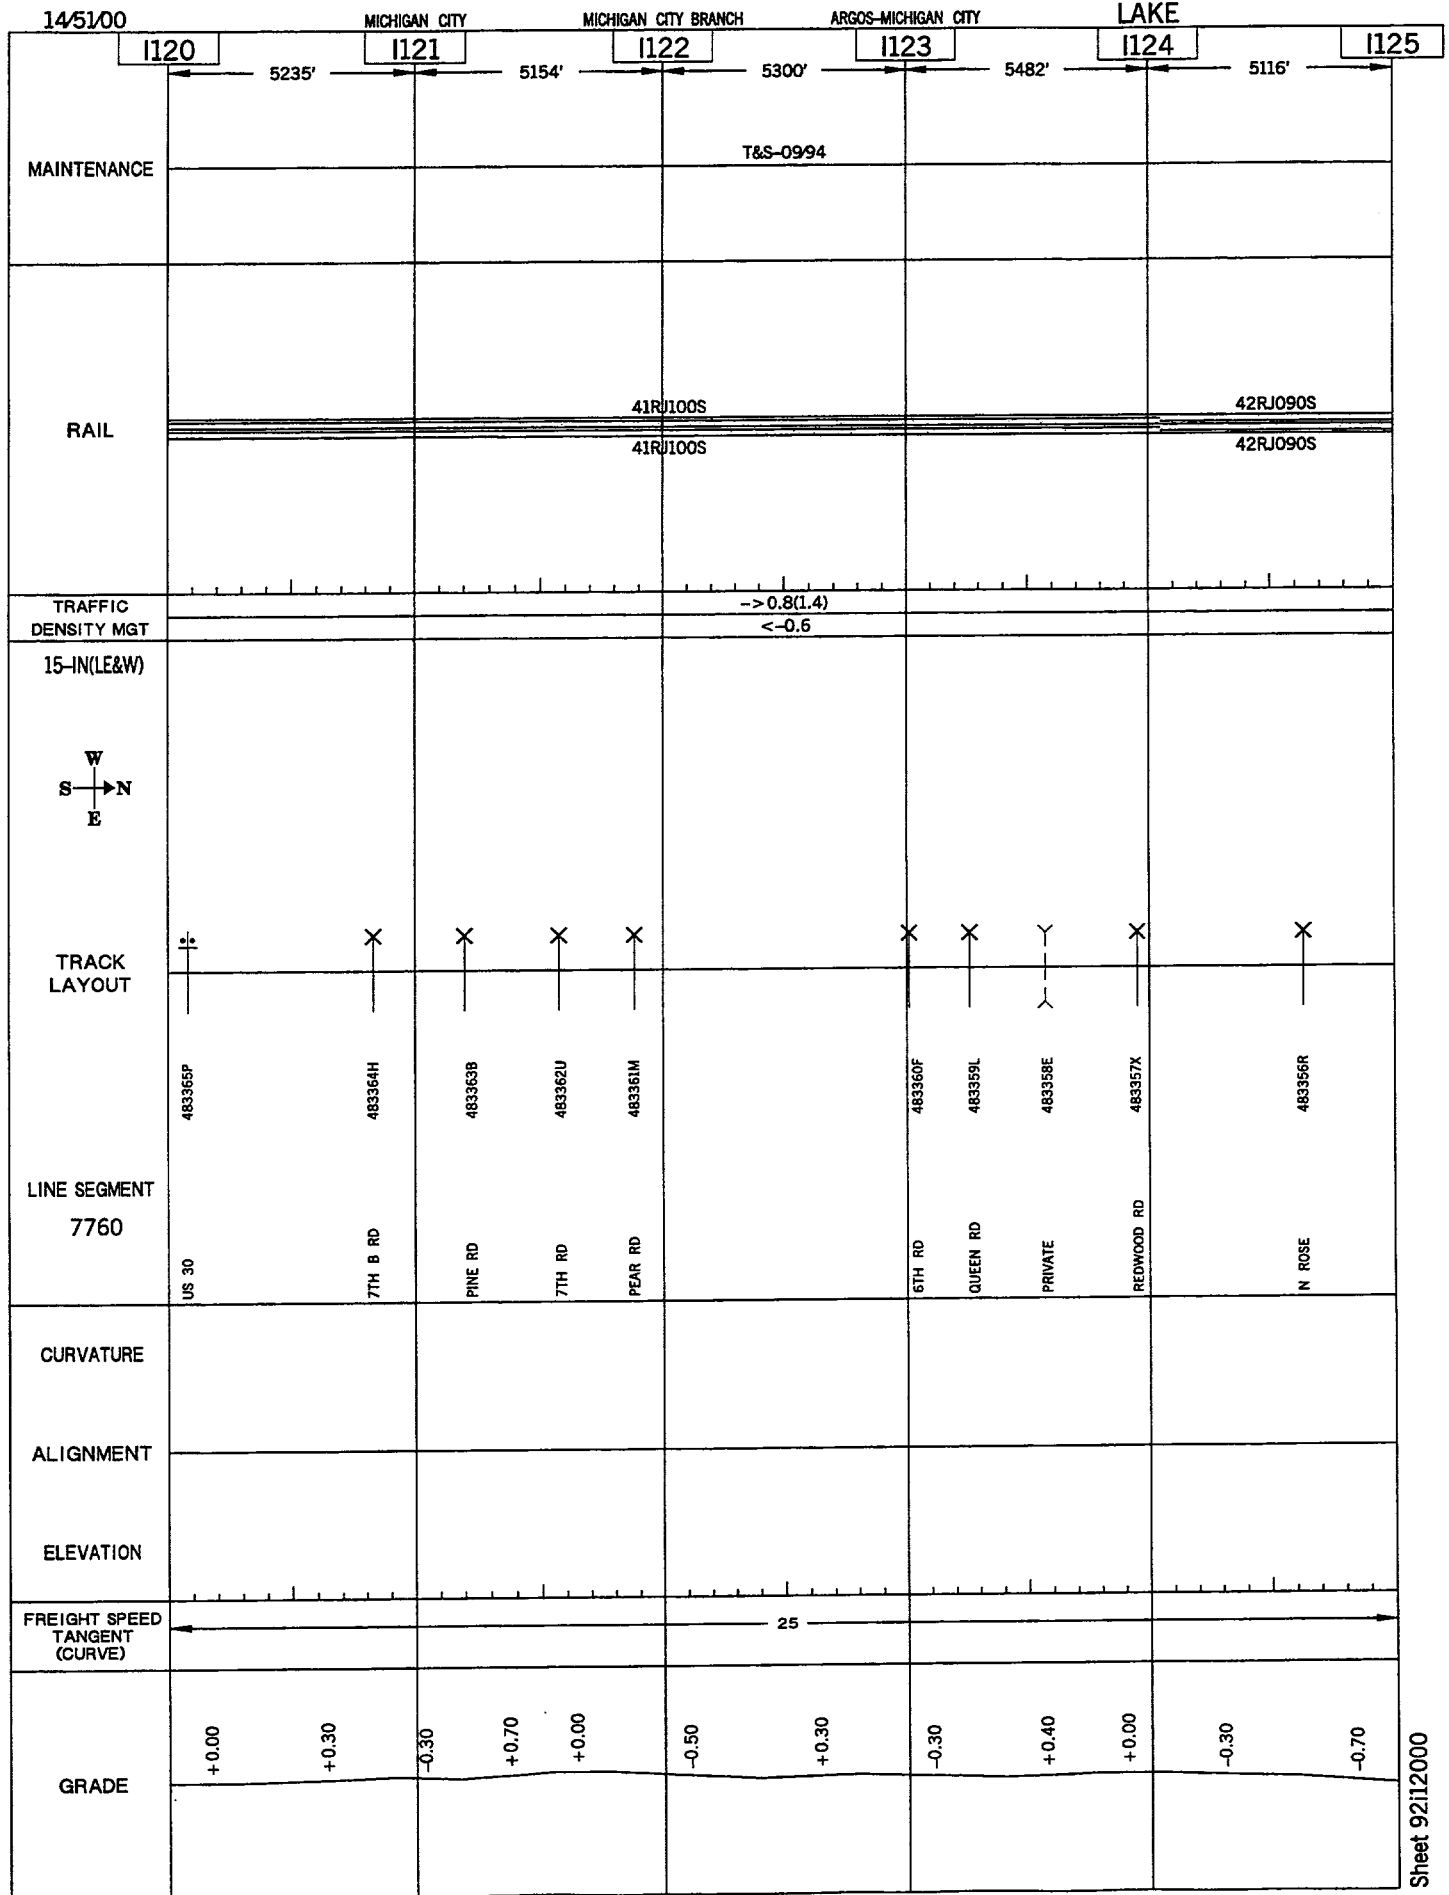 14/51/00 MICHIGAN CITY MICHIGAN CITY BRANCH ARGOS-MICHIGAN CITY LAKE
I120 I121 I122 I123 I124 I125
5235' 5154' 5300' 5482' 5116'
T&S-09/94
MAINTENANCE
41RJ100S 42RJ090S
RAIL
41RJ100S 42RJ090S
TRAFFIC
DENSITY MGT
->0.8(1.4)
<-0.6
15-IN(LE&W)
W
S N
E
TRACK
LAYOUT
483365P
483364H
483363B
483362U
483361M
483360F
483359L
483358E
483357X
483356R
LINE SEGMENT
7760
US 30
7TH B RD
PINE RD
7TH RD
PEAR RD
6TH RD
QUEEN RD
PRIVATE
REDWOOD RD
N ROSE
CURVATURE
ALIGNMENT
ELEVATION
FREIGHT SPEED
TANGENT
(CURVE)
25
GRADE
+0.00
+0.30
-0.30
+0.70
+0.00
-0.50
+0.30
-0.30
+0.40
+0.00
-0.30
-0.70
Sheet 92i12000